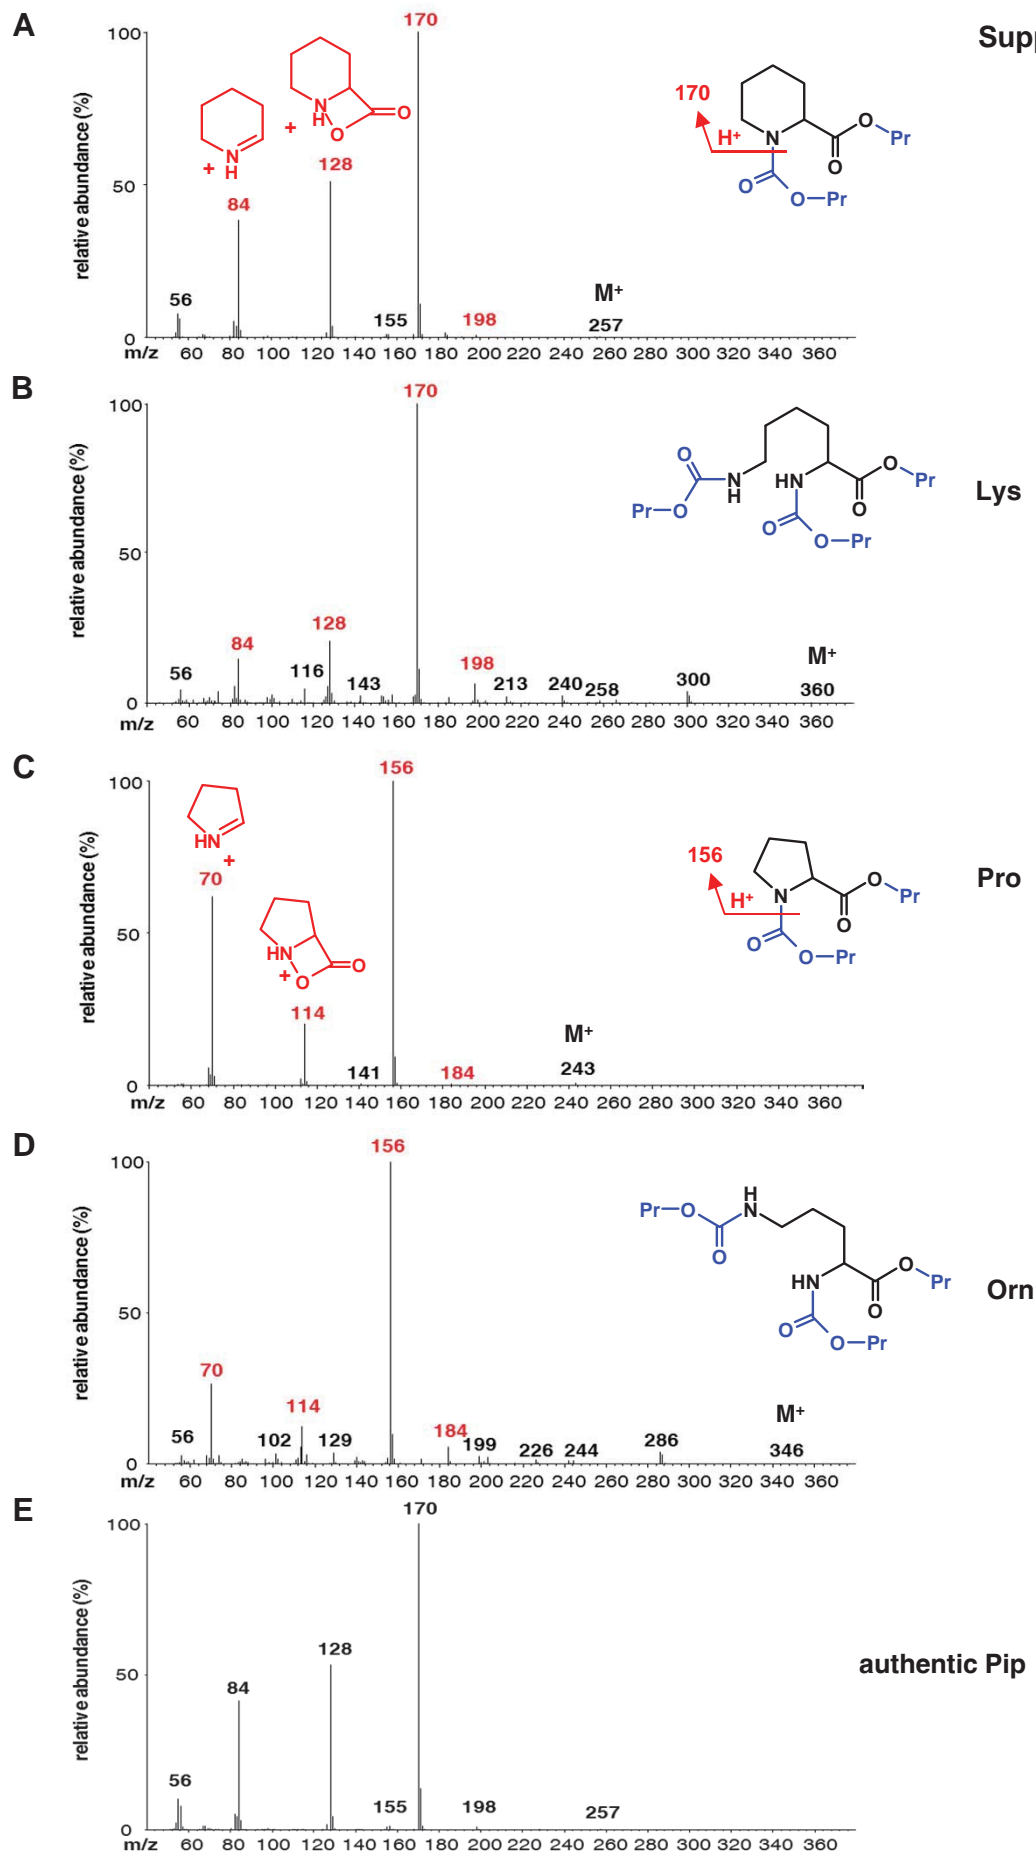 A
Supp
100
50
0
relative abundance (%)
170
128
84
56
155
198
M+
257
+
N
H
+
N
H
O
O
170
H+
N
O
O
Pr
O
O
Pr
m/z 60 80 100 120 140 160 180 200 220 240 260 280 300 320 340 360
B
Lys
100
50
0
relative abundance (%)
170
128
84
56
116
143
198
213
240
258
300
M+
360
O
N
H
HN
O
Pr
O
Pr
O
O
O
Pr
m/z 60 80 100 120 140 160 180 200 220 240 260 280 300 320 340 360
C
Pro
100
50
0
relative abundance (%)
156
HN
+
70
HN
+
O
O
114
141
184
M+
243
156
H+
N
O
O
Pr
O
O
Pr
m/z 60 80 100 120 140 160 180 200 220 240 260 280 300 320 340 360
D
Orn
100
50
0
relative abundance (%)
156
70
56
102
114
129
184
199
226
244
286
M+
346
Pr
O
H
N
O
HN
O
O
Pr
O
O
Pr
m/z 60 80 100 120 140 160 180 200 220 240 260 280 300 320 340 360
E
authentic Pip
100
50
0
relative abundance (%)
170
128
84
56
155
198
257
m/z 60 80 100 120 140 160 180 200 220 240 260 280 300 320 340 360